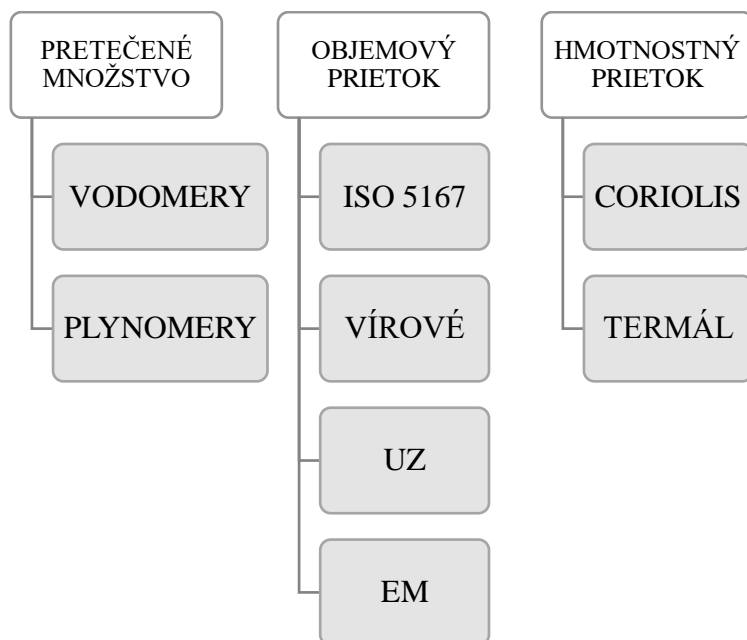 PRETEČENÉ
MNOŽSTVO
VODOMERY
PLYNOMERY
OBJEMOVÝ
PRIETOK
ISO 5167
VÍROVÉ
UZ
EM
HMOTNOSTNÝ
PRIETOK
CORIOLIS
TERMÁL